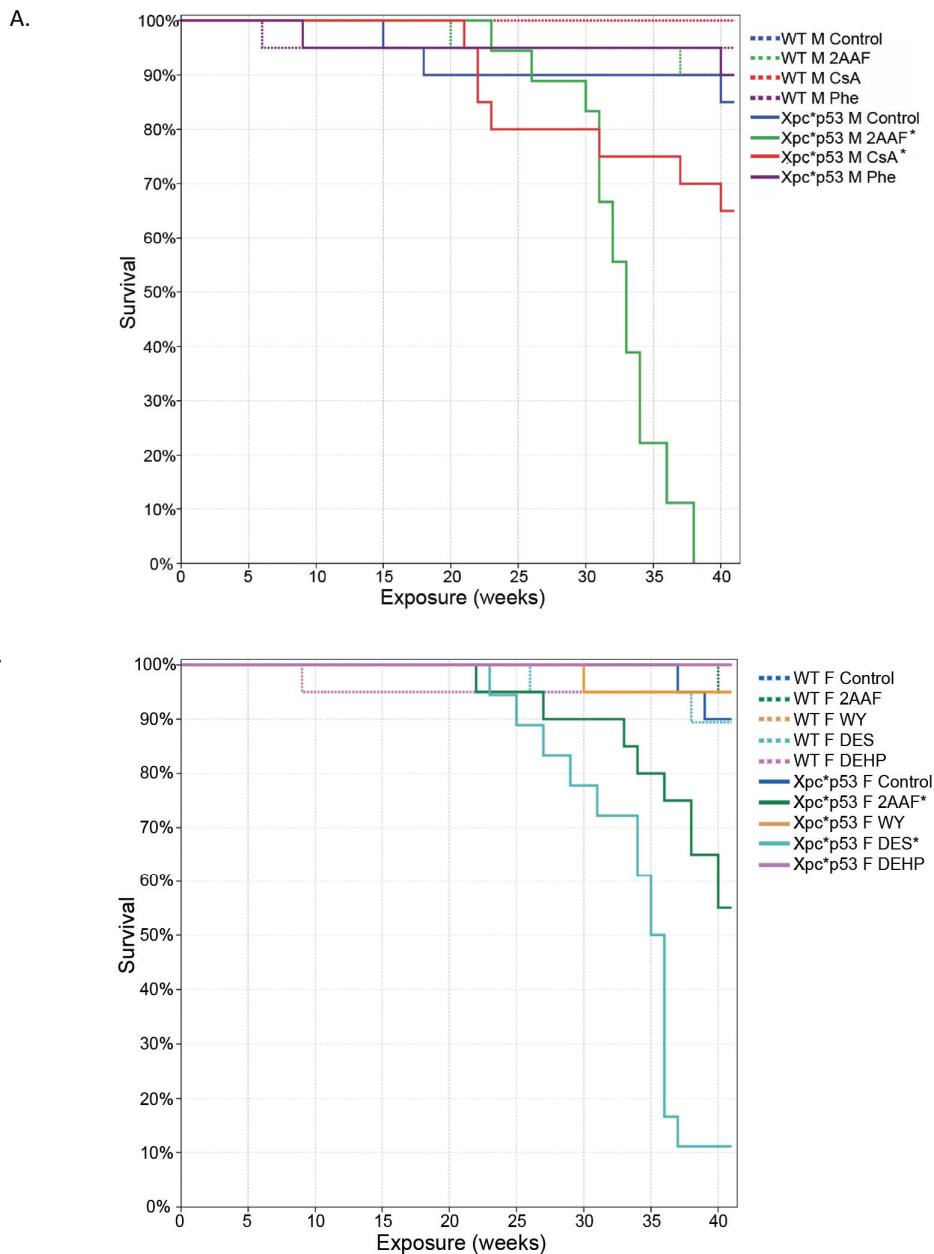 A.
100%
90%
80%
70%
60%
50%
40%
30%
20%
10%
0%
Survival
0 5 10 15 20 25 30 35 40
Exposure (weeks)
WT M Control
WT M 2AAF
WT M CsA
WT M Phe
Xpc*p53 M Control
Xpc*p53 M 2AAF*
Xpc*p53 M CsA*
Xpc*p53 M Phe
100%
90%
80%
70%
60%
50%
40%
30%
20%
10%
0%
Survival
0 5 10 15 20 25 30 35 40
Exposure (weeks)
WT F Control
WT F 2AAF
WT F WY
WT F DES
WT F DEHP
Xpc*p53 F Control
Xpc*p53 F 2AAF*
Xpc*p53 F WY
Xpc*p53 F DES*
Xpc*p53 F DEHP